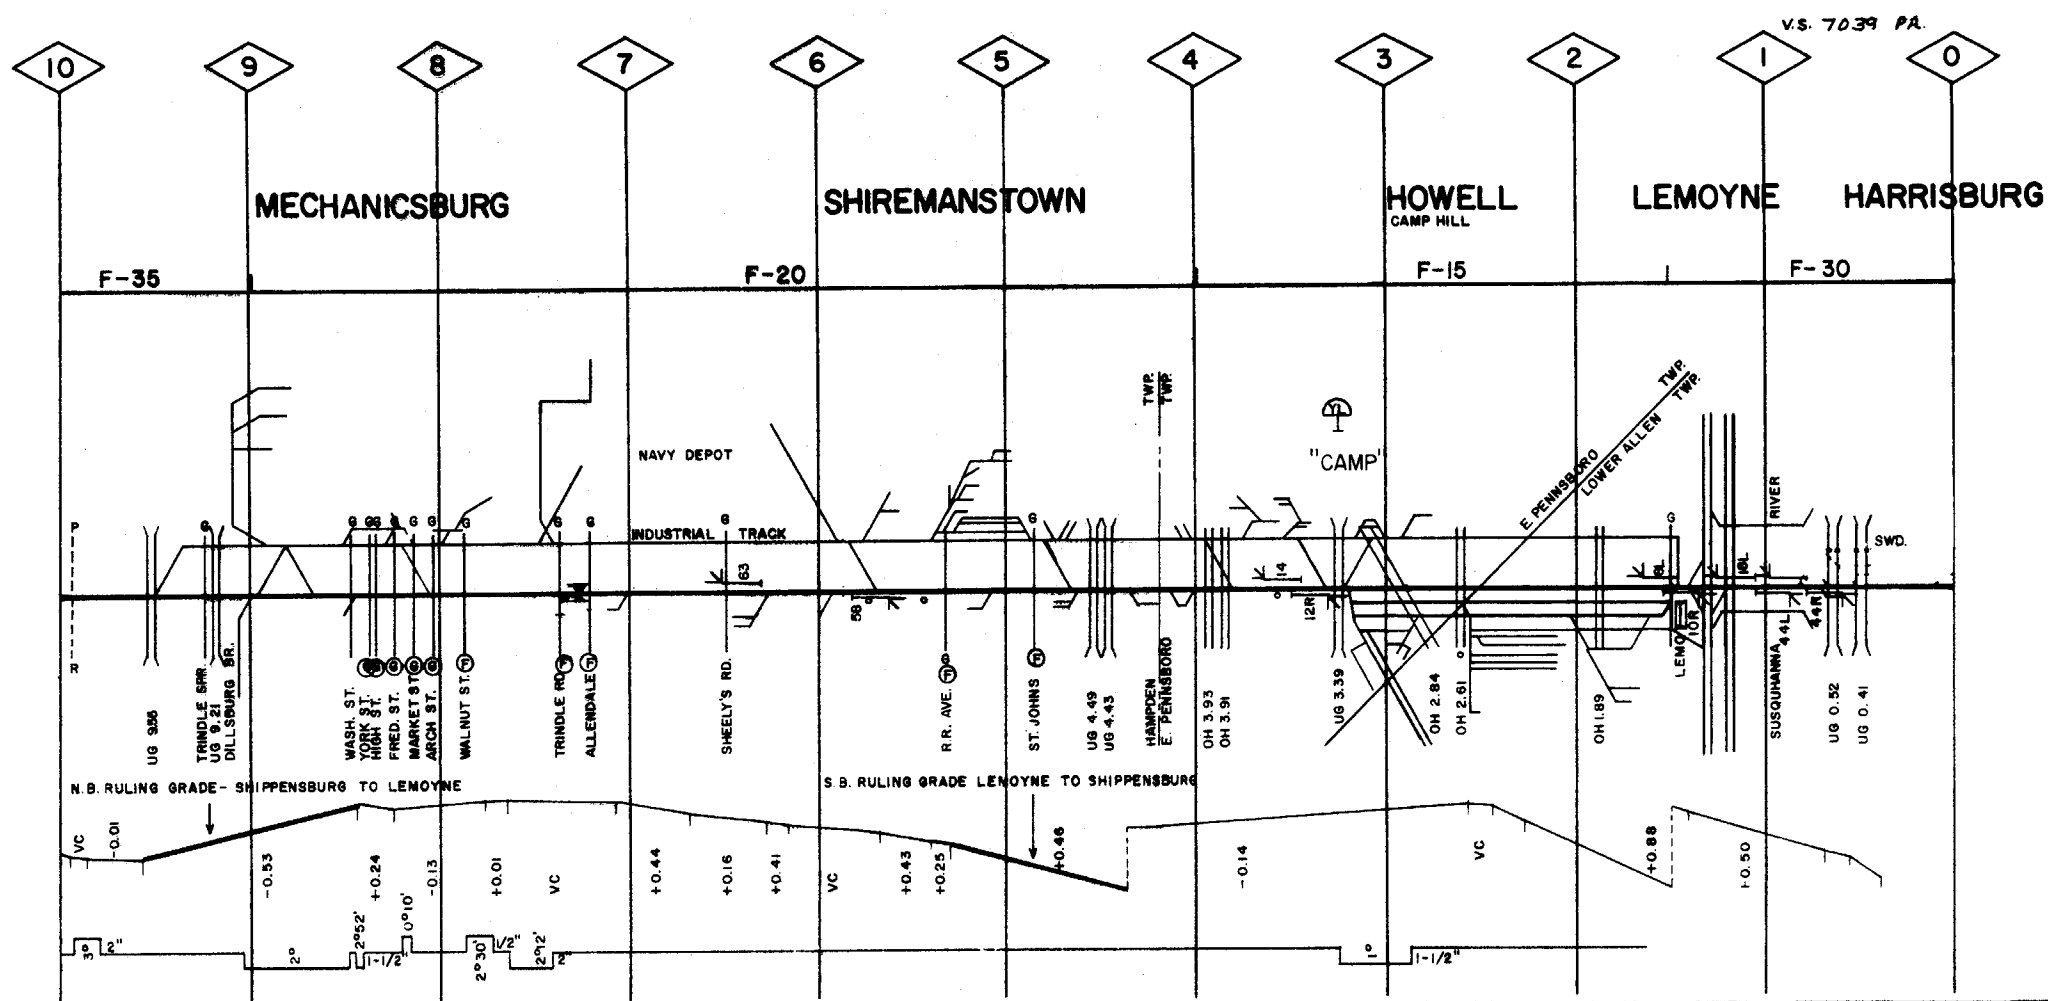 V.S. 7039 PR.
10 9 8 7 6 5 4 3 2 1 0
MECHANICSBURG SHIREMANSTOWN HOWELL LEMOYNE HARRISBURG
CAMP HILL
F-35 F-20 F-15 F-30
TWP. TWP.
TWP. TWP.
YL
"CAMP"
NAVY DEPOT
E. PENNSBORO
LOWER ALLEN
RIVER
P G G G G G G G G G G G G G
INDUSTRIAL TRACK
SWD.
63
14
8L
18L
58
12R
10R
44L
44R
LEMO
R
G G G G G F F F F F
UG 9.56
TRINDLE SPR.
UG 9.21
DILLSBURG BR.
WASH. ST.
YORK ST.
HIGH ST.
FRED. ST.
MARKET ST.
ARCH ST.
WALNUT ST.
TRINDLE RD.
ALLENDALE
SHEELY'S RD.
R.R. AVE.
ST. JOHNS
UG 4.49
UG 4.43
HAMPDEN
E. PENNSBORO
OH 3.93
OH 3.91
UG 3.39
OH 2.84
OH 2.61
OH 1.89
SUSQUHANNA
UG 0.52
UG 0.41
N.B. RULING GRADE- SHIPPENSBURG TO LEMOYNE
S.B. RULING GRADE LEMOYNE TO SHIPPENSBURG
VC
-0.01
-0.53
+0.24
-0.13
+0.01
VC
+0.44
+0.16
+0.41
VC
+0.43
+0.25
+0.46
-0.14
VC
+0.88
+0.50
3° 2"
2°
2°52'
1-1/2"
0°10'
2°30'
1/2"
2°12'
2"
1°
1-1/2"